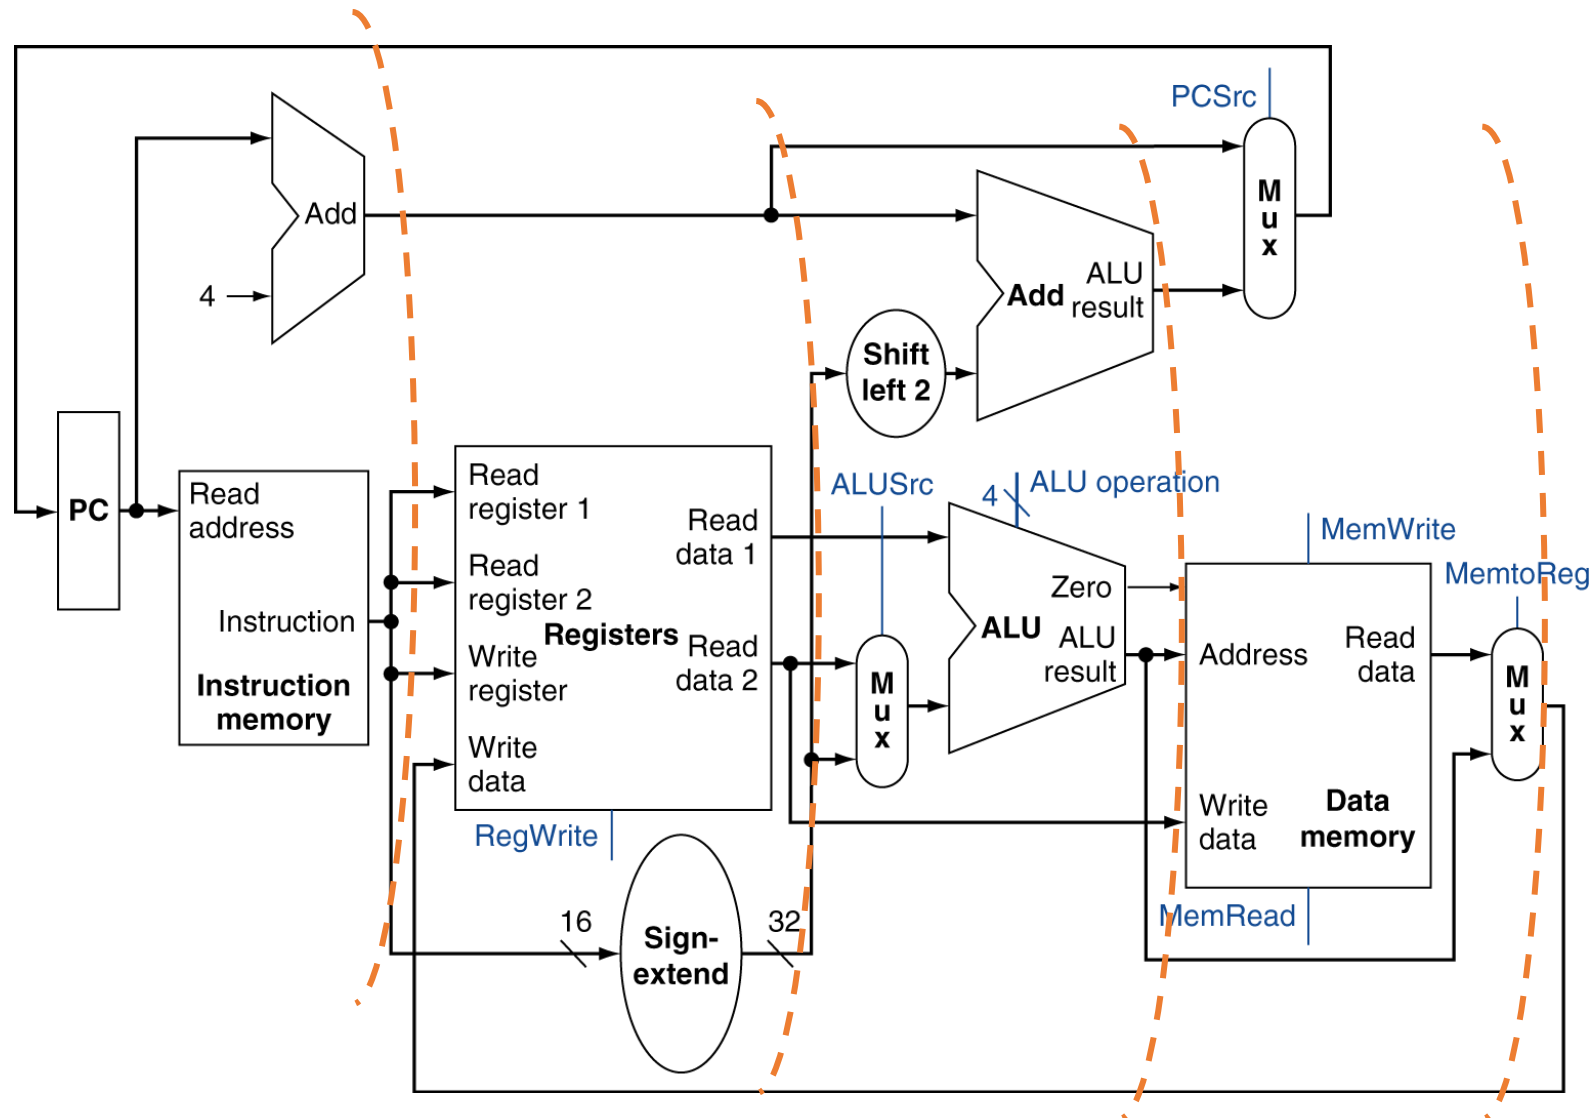 PCSrc
M
u
x
Add
4
Add
ALU
result
Shift
left 2
PC
Read
address
Instruction
Instruction
memory
Read
register 1
Read
register 2
Write
register
Write
data
Registers
Read
data 1
Read
data 2
RegWrite
16
Sign-
extend
32
ALUSrc
M
u
x
4
ALU operation
Zero
ALU
ALU
result
MemWrite
Address
Read
data
Write
data
Data
memory
MemRead
MemtoReg
M
u
x